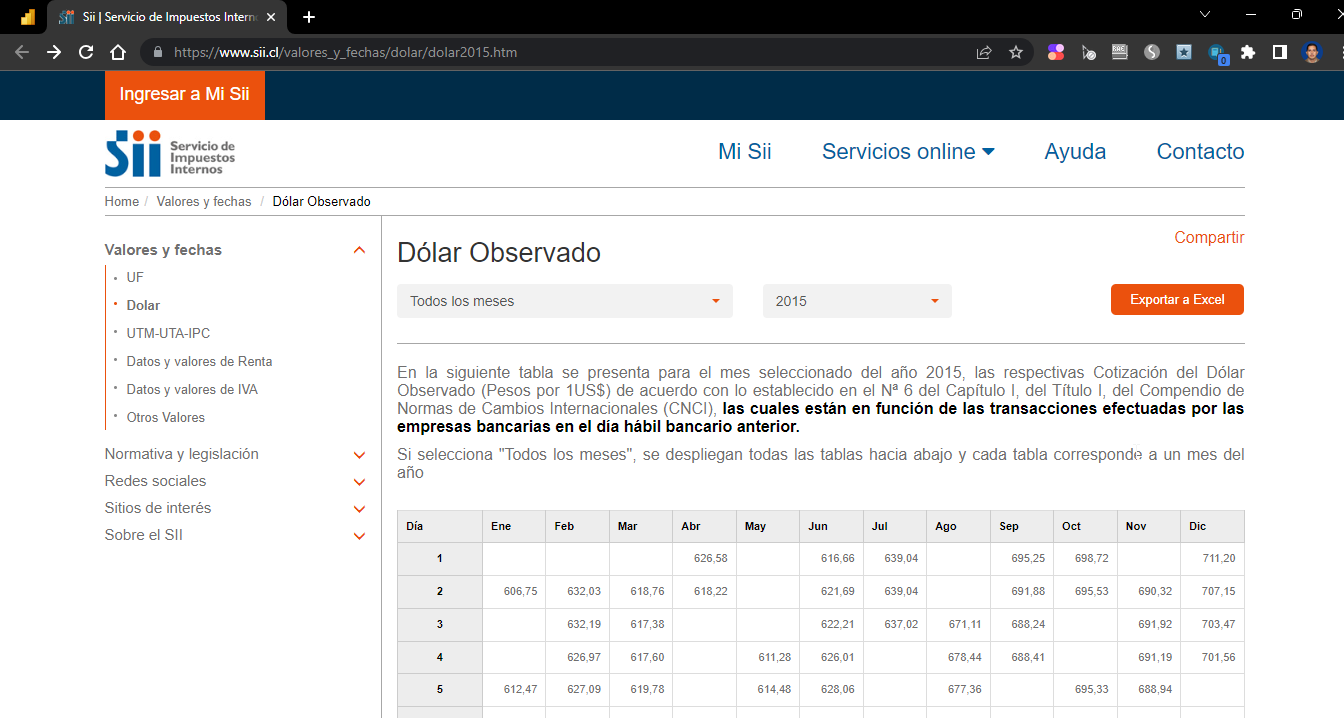 Sii | Servicio de Impuestos Intern
https://www.sii.cl/valores_y_fechas/dolar/dolar2015.htm
0
Ingresar a Mi Sii
Sii Servicio de
Impuestos
Internos
Mi Sii Servicios online Ayuda Contacto
Home / Valores y fechas / Dólar Observado
Valores y fechas
UF
Dolar
UTM-UTA-IPC
Datos y valores de Renta
Datos y valores de IVA
Otros Valores
Normativa y legislación
Redes sociales
Sitios de interés
Sobre el SII
Compartir
Dólar Observado
Todos los meses 2015 Exportar a Excel
En la siguiente tabla se presenta para el mes seleccionado del año 2015, las respectivas Cotización del Dólar
Observado (Pesos por 1US$) de acuerdo con lo establecido en el Nª 6 del Capítulo I, del Título I, del Compendio de
Normas de Cambios Internacionales (CNCI), las cuales están en función de las transacciones efectuadas por las
empresas bancarias en el día hábil bancario anterior.
Si selecciona "Todos los meses", se despliegan todas las tablas hacia abajo y cada tabla corresponde a un mes del
año
Día Ene Feb Mar Abr May Jun Jul Ago Sep Oct Nov Dic
1 626,58 616,66 639,04 695,25 698,72 711,20
2 606,75 632,03 618,76 618,22 621,69 639,04 691,88 695,53 690,32 707,15
3 632,19 617,38 622,21 637,02 671,11 688,24 691,92 703,47
4 626,97 617,60 611,28 626,01 678,44 688,41 691,19 701,56
5 612,47 627,09 619,78 614,48 628,06 677,36 695,33 688,94